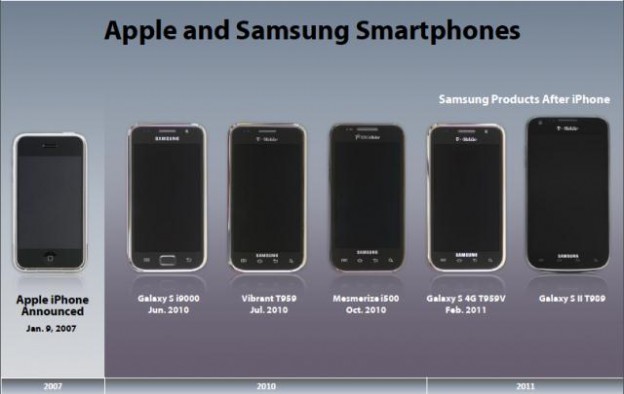 Apple and Samsung Smartphones
Samsung Products After iPhone
SAMSUNG
T-Mobile
T-Mobile
T-Mobile
SAMSUNG
SAMSUNG
SAMSUNG
SAMSUNG
Apple iPhone
Announced
Jan. 9, 2007
Galaxy S i9000
Jun. 2010
Vibrant T959
Jul. 2010
Mesmerize i500
Oct. 2010
Galaxy S 4G T959V
Feb. 2011
Galaxy S II T989
2007
2010
2011